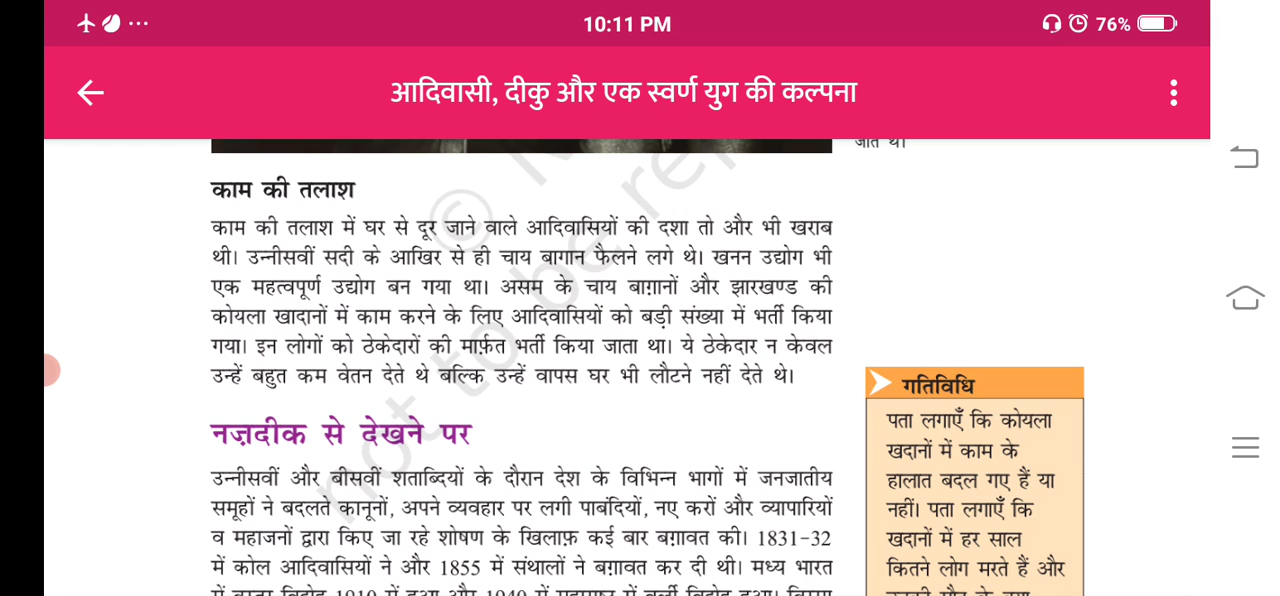 10:11 PM
76%
आदिवासी, दीकु और एक स्वर्ण युग की कल्पना
जाते थे।
काम की तलाश
काम की तलाश में घर से दूर जाने वाले आदिवासियों की दशा तो और भी खराब
थी। उन्नीसवीं सदी के आखिर से ही चाय बागान फैलने लगे थे। खनन उद्योग भी
एक महत्वपूर्ण उद्योग बन गया था। असम के चाय बाग़ानों और झारखण्ड की
कोयला खादानों में काम करने के लिए आदिवासियों को बड़ी संख्या में भर्ती किया
गया। इन लोगों को ठेकेदारों की मार्फ़त भर्ती किया जाता था। ये ठेकेदार न केवल
उन्हें बहुत कम वेतन देते थे बल्कि उन्हें वापस घर भी लौटने नहीं देते थे।
नज़दीक से देखने पर
उन्नीसवीं और बीसवीं शताब्दियों के दौरान देश के विभिन्न भागों में जनजातीय
समूहों ने बदलते कानूनों, अपने व्यवहार पर लगी पाबंदियों, नए करों और व्यापारियों
व महाजनों द्वारा किए जा रहे शोषण के खिलाफ़ कई बार बग़ावत की। 1831-32
में कोल आदिवासियों ने और 1855 में संथालों ने बग़ावत कर दी थी। मध्य भारत
गतिविधि
पता लगाएँ कि कोयला
खदानों में काम के
हालात बदल गए हैं या
नहीं। पता लगाएँ कि
खदानों में हर साल
कितने लोग मरते हैं और
not to be rep